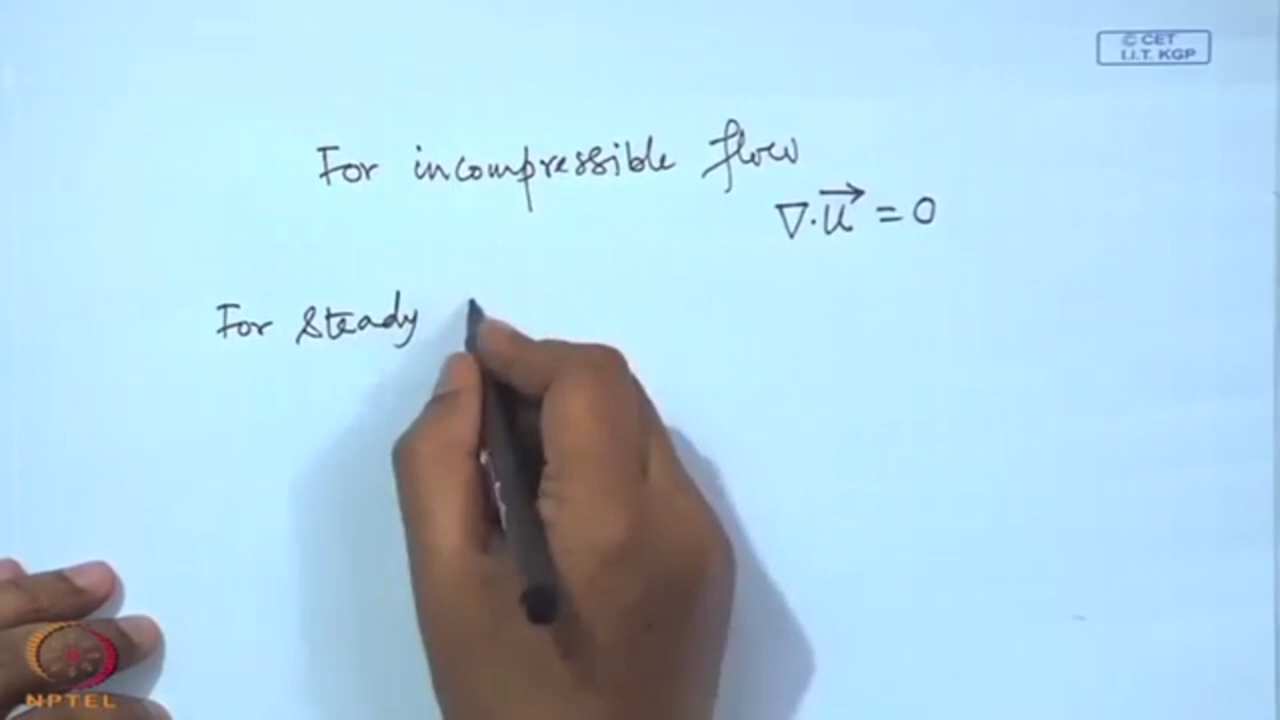 © CET
I.I.T. KGP
For incompressible flow
∇·u⃗ = 0
For steady
NPTEL